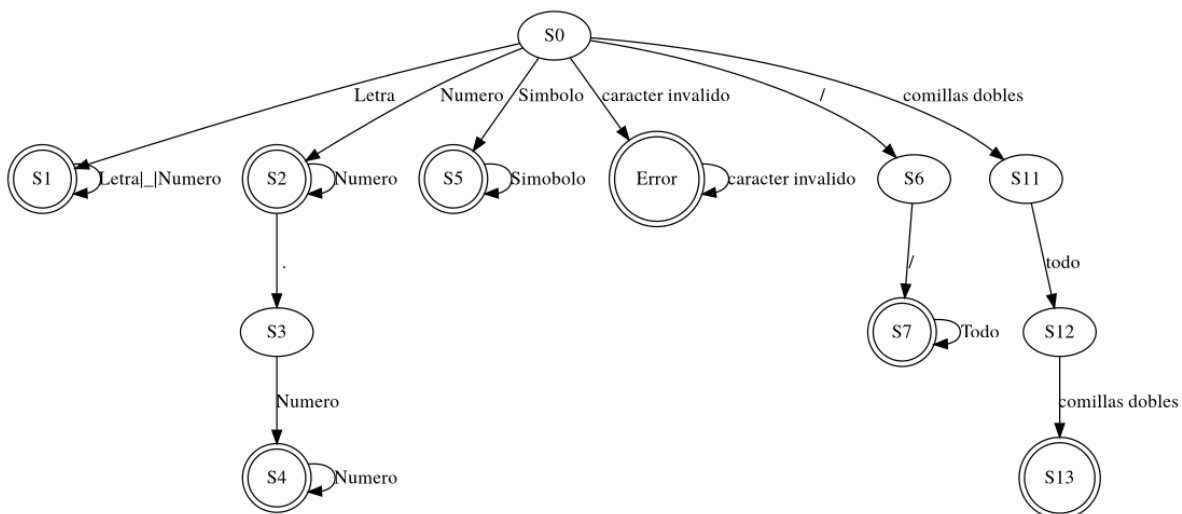 S0
Letra
Numero
Simbolo
caracter invalido
/
comillas dobles
S1
Letra|_|Numero
S2
Numero
S5
Simobolo
Error
caracter invalido
S6
S11
.
/
todo
S3
S7
Todo
S12
Numero
comillas dobles
S4
Numero
S13